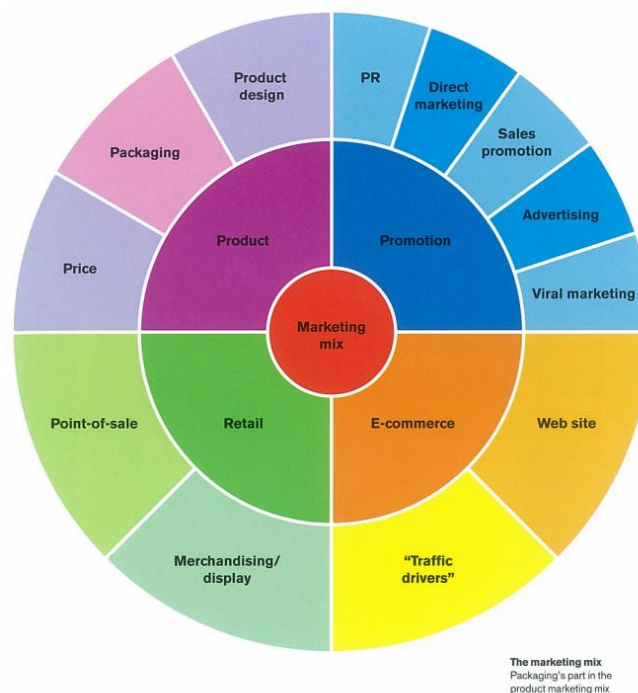 Product
design
PR
Direct
marketing
Sales
promotion
Packaging
Advertising
Product
Promotion
Price
Viral marketing
Marketing
mix
Point-of-sale
Retail
E-commerce
Web site
Merchandising/
display
“Traffic
drivers”
The marketing mix
Packaging’s part in the
product marketing mix